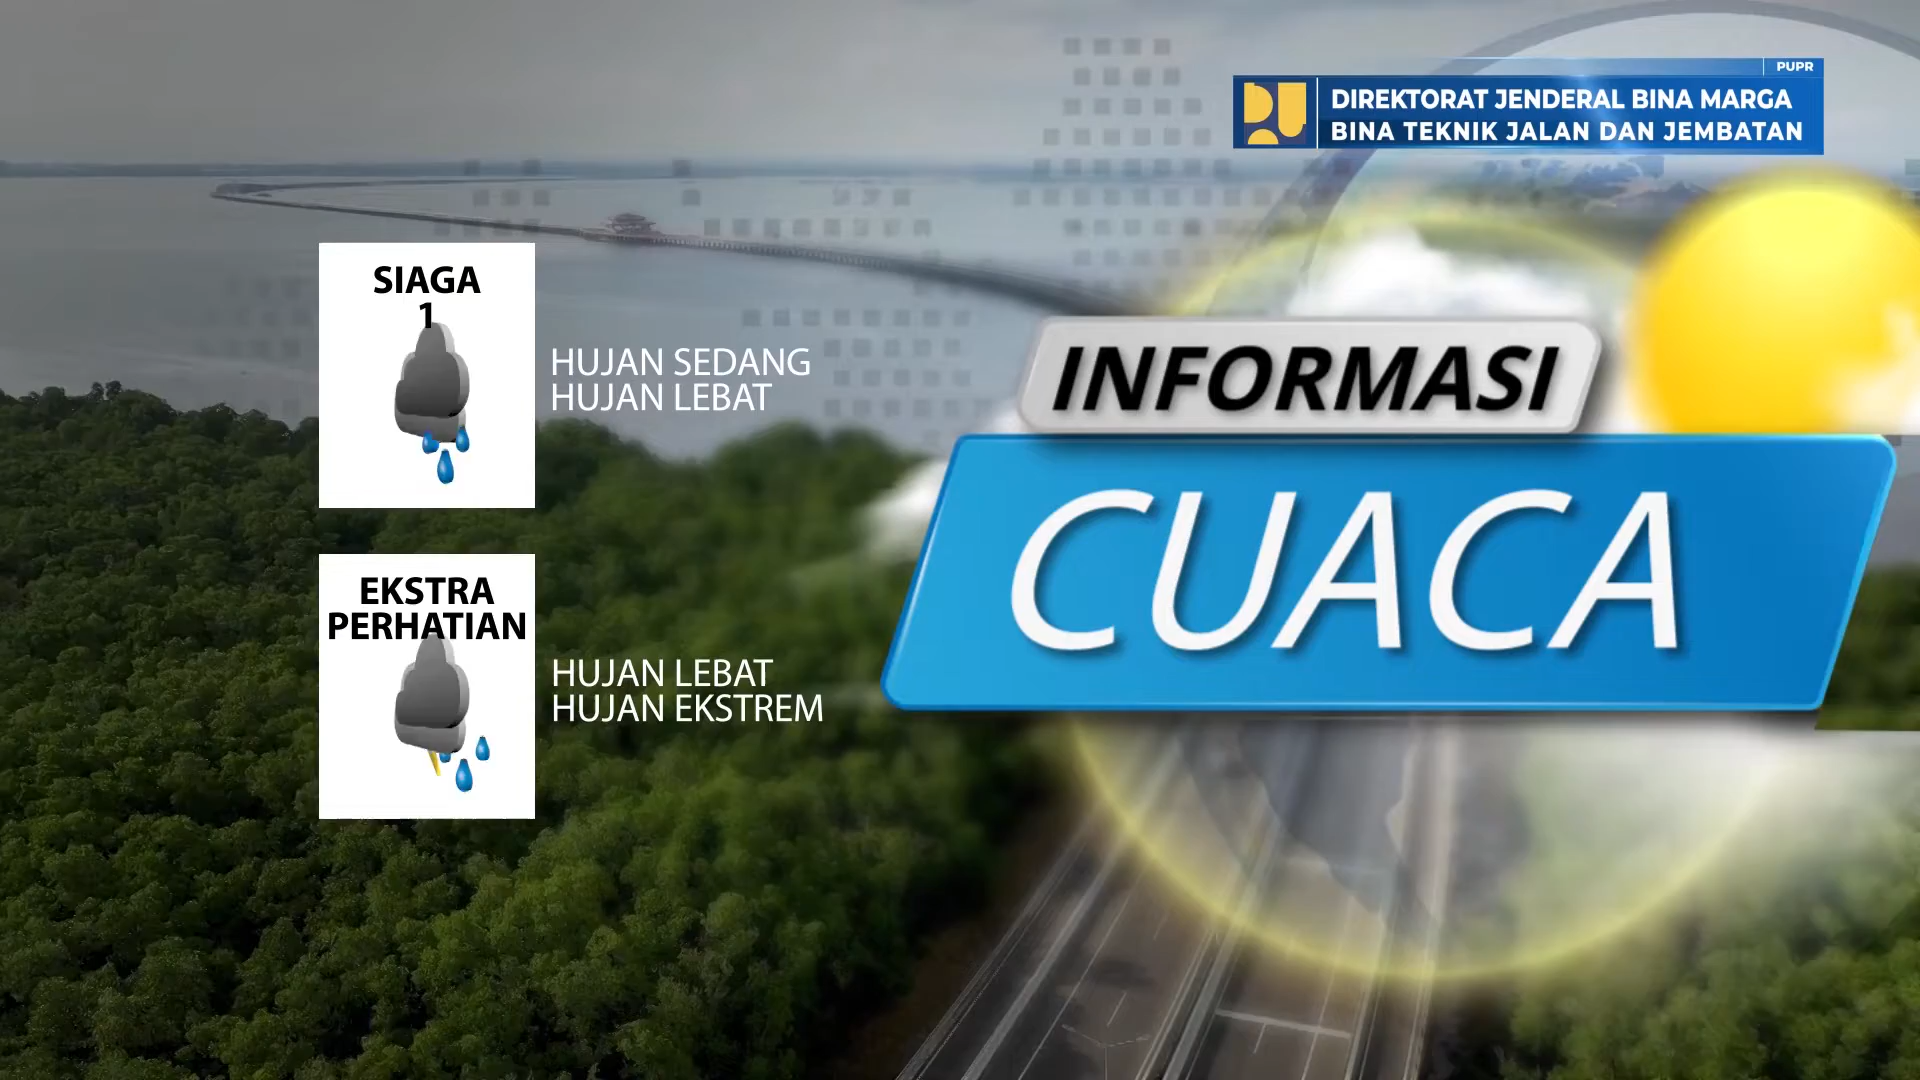 PUPR
DIREKTORAT JENDERAL BINA MARGA
BINA TEKNIK JALAN DAN JEMBATAN
SIAGA
1
HUJAN SEDANG
HUJAN LEBAT
INFORMASI
CUACA
EKSTRA
PERHATIAN
HUJAN LEBAT
HUJAN EKSTREM